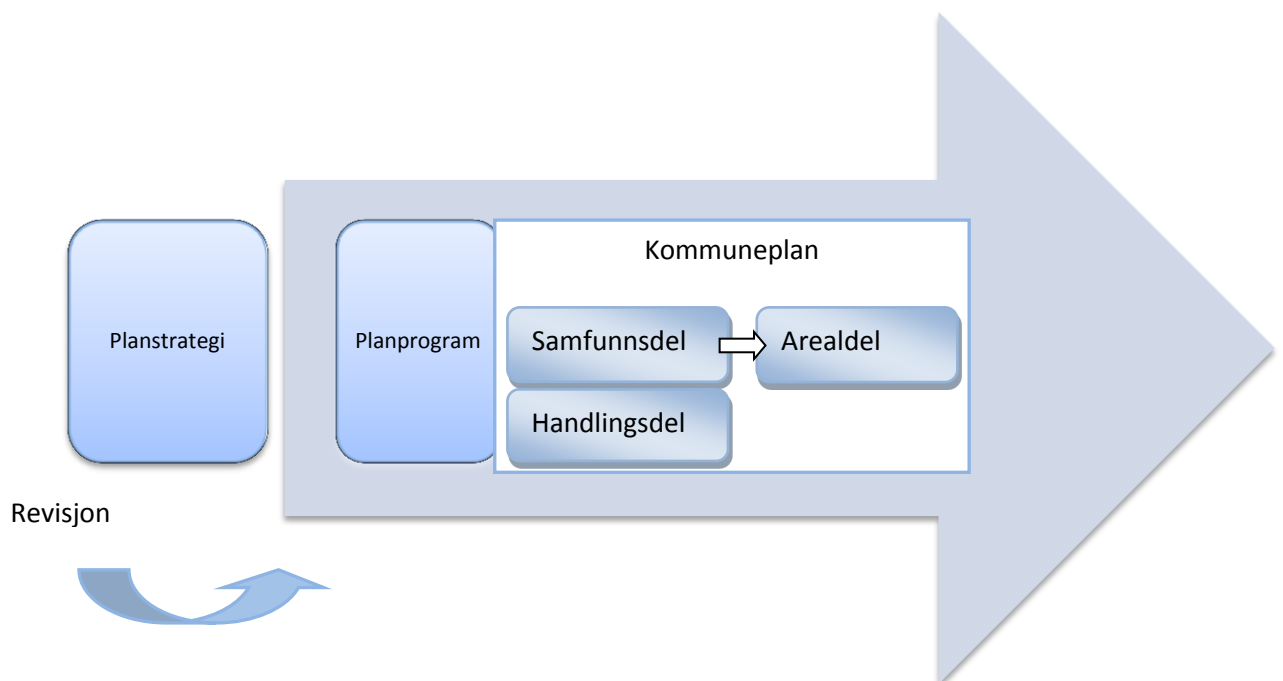 Kommuneplan
Planstrategi
Planprogram
Samfunnsdel
Arealdel
Handlingsdel
Revisjon